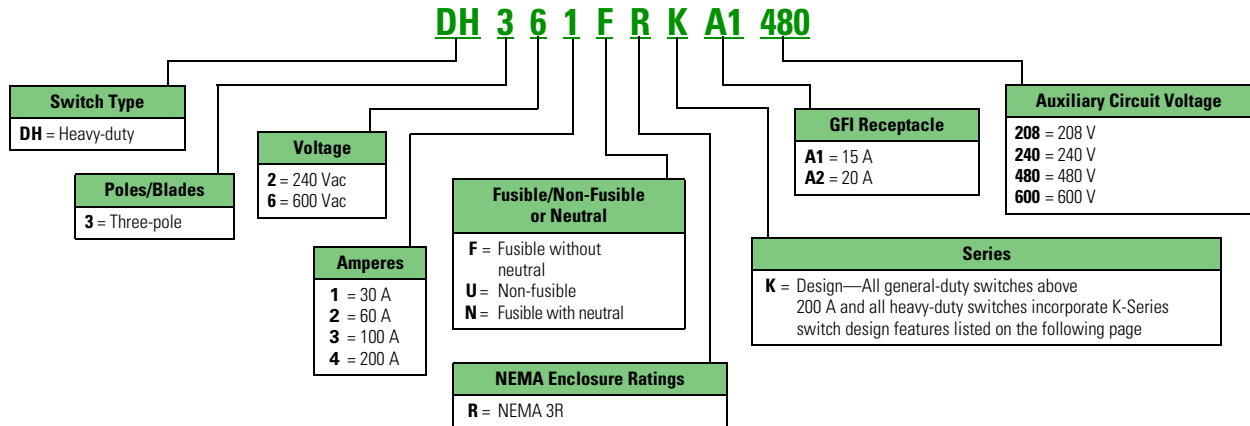 DH 3 6 1 F R K A1 480
Switch Type
DH = Heavy-duty
Poles/Blades
3 = Three-pole
Voltage
2 = 240 Vac
6 = 600 Vac
Amperes
1 = 30 A
2 = 60 A
3 = 100 A
4 = 200 A
Fusible/Non-Fusible
or Neutral
F = Fusible without
neutral
U = Non-fusible
N = Fusible with neutral
NEMA Enclosure Ratings
R = NEMA 3R
GFI Receptacle
A1 = 15 A
A2 = 20 A
Auxiliary Circuit Voltage
208 = 208 V
240 = 240 V
480 = 480 V
600 = 600 V
Series
K = Design—All general-duty switches above
200 A and all heavy-duty switches incorporate K-Series
switch design features listed on the following page